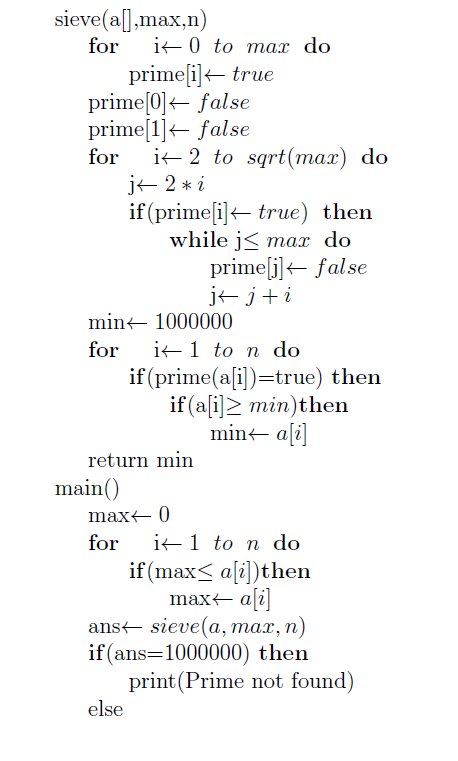 sieve(a[],max,n)
for i← 0 to max do
prime[i]← true
prime[0]← false
prime[1]← false
for i← 2 to sqrt(max) do
j← 2 ∗ i
if(prime[i]← true) then
while j≤ max do
prime[j]← false
j← j + i
min← 1000000
for i← 1 to n do
if(prime(a[i])=true) then
if(a[i]≥ min)then
min← a[i]
return min
main()
max← 0
for i← 1 to n do
if(max≤ a[i])then
max← a[i]
ans← sieve(a, max, n)
if(ans=1000000) then
print(Prime not found)
else